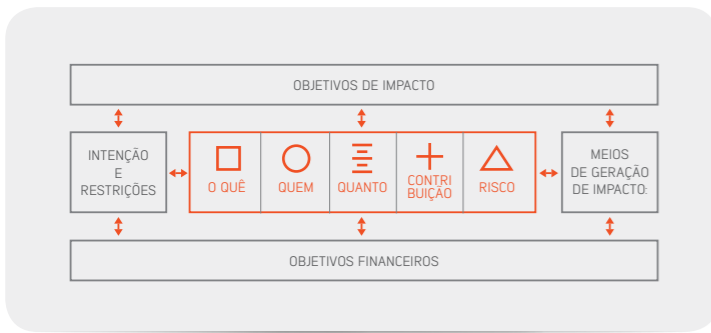 OBJETIVOS DE IMPACTO
INTENÇÃO
E
RESTRIÇÕES
O QUÊ
QUEM
QUANTO
CONTRI
BUIÇÃO
RISCO
MEIOS
DE GERAÇÃO
DE IMPACTO:
OBJETIVOS FINANCEIROS